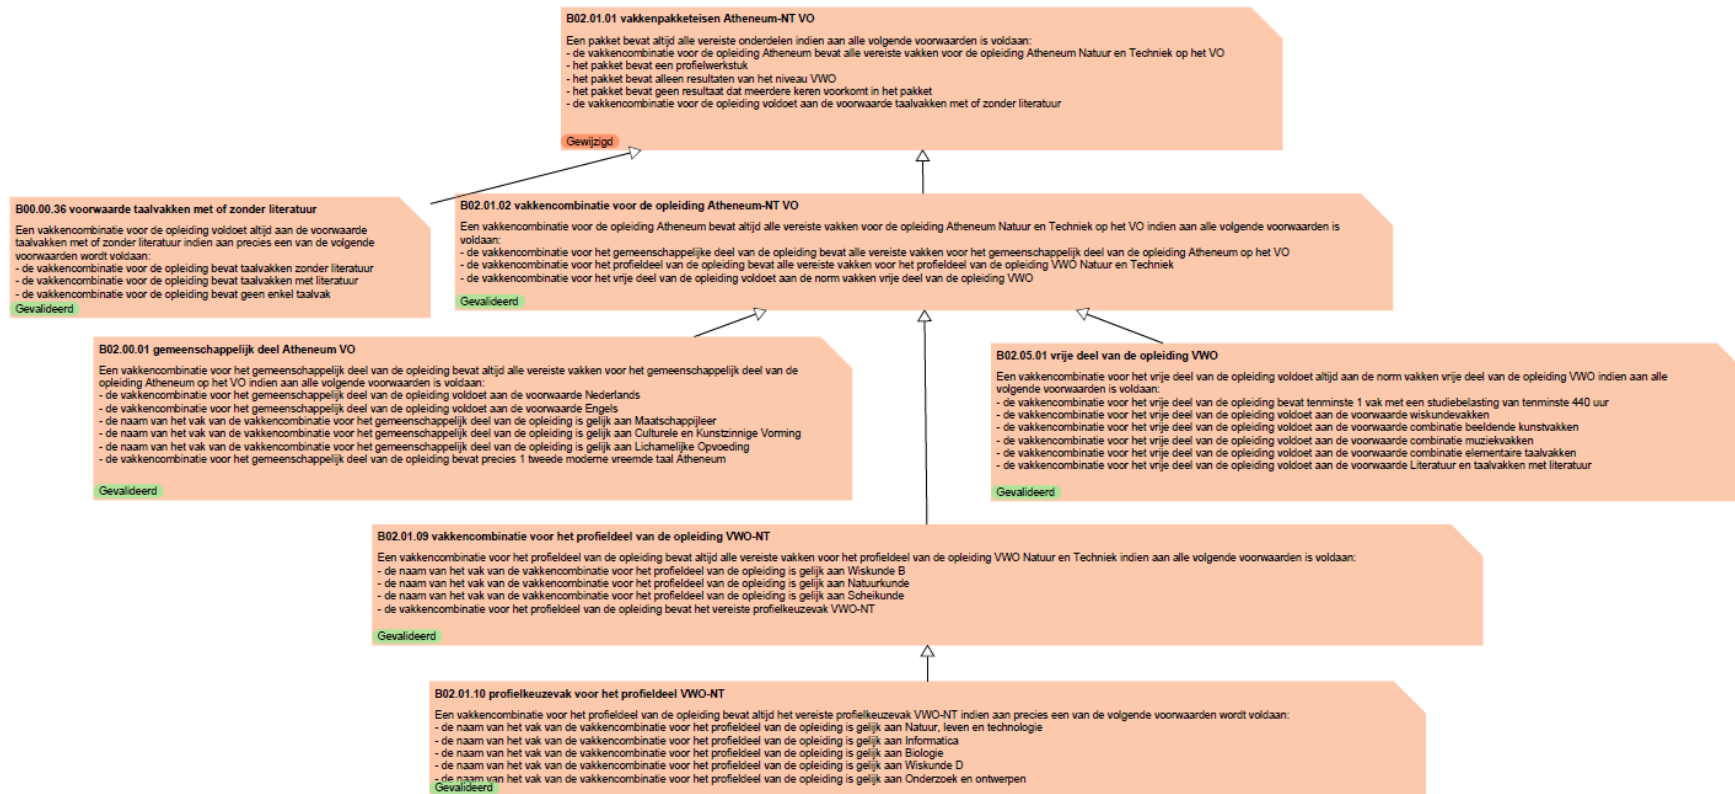 B02.01.01 vakkenpakketeisen Atheneum-NT VO
Een pakket bevat altijd alle vereiste onderdelen indien aan alle volgende voorwaarden is voldaan:
- de vakkencombinatie voor de opleiding Atheneum bevat alle vereiste vakken voor de opleiding Atheneum Natuur en Techniek op het VO
- het pakket bevat een profielwerkstuk
- het pakket bevat alleen resultaten van het niveau VWO
- het pakket bevat geen resultaat dat meerdere keren voorkomt in het pakket
- de vakkencombinatie voor de opleiding voldoet aan de voorwaarde taalvakken met of zonder literatuur
Gewijzigd
B00.00.36 voorwaarde taalvakken met of zonder literatuur
Een vakkencombinatie voor de opleiding voldoet altijd aan de voorwaarde
taalvakken met of zonder literatuur indien aan precies een van de volgende
voorwaarden wordt voldaan:
- de vakkencombinatie voor de opleiding bevat taalvakken zonder literatuur
- de vakkencombinatie voor de opleiding bevat taalvakken met literatuur
- de vakkencombinatie voor de opleiding bevat geen enkel taalvak
Gevalideerd
B02.01.02 vakkencombinatie voor de opleiding Atheneum-NT VO
Een vakkencombinatie voor de opleiding Atheneum bevat altijd alle vereiste vakken voor de opleiding Atheneum Natuur en Techniek op het VO indien aan alle volgende voorwaarden is
voldaan:
- de vakkencombinatie voor het gemeenschappelijke deel van de opleiding bevat alle vereiste vakken voor het gemeenschappelijk deel van de opleiding Atheneum op het VO
- de vakkencombinatie voor het profieldeel van de opleiding bevat alle vereiste vakken voor het profieldeel van de opleiding VWO Natuur en Techniek
- de vakkencombinatie voor het vrije deel van de opleiding voldoet aan de norm vakken vrije deel van de opleiding VWO
Gevalideerd
B02.00.01 gemeenschappelijk deel Atheneum VO
Een vakkencombinatie voor het gemeenschappelijk deel van de opleiding bevat altijd alle vereiste vakken voor het gemeenschappelijk deel van de
opleiding Atheneum op het VO indien aan alle volgende voorwaarden is voldaan:
- de vakkencombinatie voor het gemeenschappelijk deel van de opleiding voldoet aan de voorwaarde Nederlands
- de vakkencombinatie voor het gemeenschappelijk deel van de opleiding voldoet aan de voorwaarde Engels
- de naam van het vak van de vakkencombinatie voor het gemeenschappelijk deel van de opleiding is gelijk aan Maatschappijleer
- de naam van het vak van de vakkencombinatie voor het gemeenschappelijk deel van de opleiding is gelijk aan Culturele en Kunstzinnige Vorming
- de naam van het vak van de vakkencombinatie voor het gemeenschappelijk deel van de opleiding is gelijk aan Lichamelijke Opvoeding
- de vakkencombinatie voor het gemeenschappelijk deel van de opleiding bevat precies 1 tweede moderne vreemde taal Atheneum
Gevalideerd
B02.05.01 vrije deel van de opleiding VWO
Een vakkencombinatie voor het vrije deel van de opleiding voldoet altijd aan de norm vakken vrije deel van de opleiding VWO indien aan alle
volgende voorwaarden is voldaan:
- de vakkencombinatie voor het vrije deel van de opleiding bevat tenminste 1 vak met een studiebelasting van tenminste 440 uur
- de vakkencombinatie voor het vrije deel van de opleiding voldoet aan de voorwaarde wiskundevakken
- de vakkencombinatie voor het vrije deel van de opleiding voldoet aan de voorwaarde combinatie beeldende kunstvakken
- de vakkencombinatie voor het vrije deel van de opleiding voldoet aan de voorwaarde combinatie muziekvakken
- de vakkencombinatie voor het vrije deel van de opleiding voldoet aan de voorwaarde combinatie elementaire taalvakken
- de vakkencombinatie voor het vrije deel van de opleiding voldoet aan de voorwaarde Literatuur en taalvakken met literatuur
Gevalideerd
B02.01.09 vakkencombinatie voor het profieldeel van de opleiding VWO-NT
Een vakkencombinatie voor het profieldeel van de opleiding bevat altijd alle vereiste vakken voor het profieldeel van de opleiding VWO Natuur en Techniek indien aan alle volgende voorwaarden is voldaan:
- de naam van het vak van de vakkencombinatie voor het profieldeel van de opleiding is gelijk aan Wiskunde B
- de naam van het vak van de vakkencombinatie voor het profieldeel van de opleiding is gelijk aan Natuurkunde
- de naam van het vak van de vakkencombinatie voor het profieldeel van de opleiding is gelijk aan Scheikunde
- de vakkencombinatie voor het profieldeel van de opleiding bevat het vereiste profielkeuzevak VWO-NT
Gevalideerd
B02.01.10 profielkeuzevak voor het profieldeel VWO-NT
Een vakkencombinatie voor het profieldeel van de opleiding bevat altijd het vereiste profielkeuzevak VWO-NT indien aan precies een van de volgende voorwaarden wordt voldaan:
- de naam van het vak van de vakkencombinatie voor het profieldeel van de opleiding is gelijk aan Natuur, leven en technologie
- de naam van het vak van de vakkencombinatie voor het profieldeel van de opleiding is gelijk aan Informatica
- de naam van het vak van de vakkencombinatie voor het profieldeel van de opleiding is gelijk aan Biologie
- de naam van het vak van de vakkencombinatie voor het profieldeel van de opleiding is gelijk aan Wiskunde D
- de naam van het vak van de vakkencombinatie voor het profieldeel van de opleiding is gelijk aan Onderzoek en ontwerpen
Gevalideerd